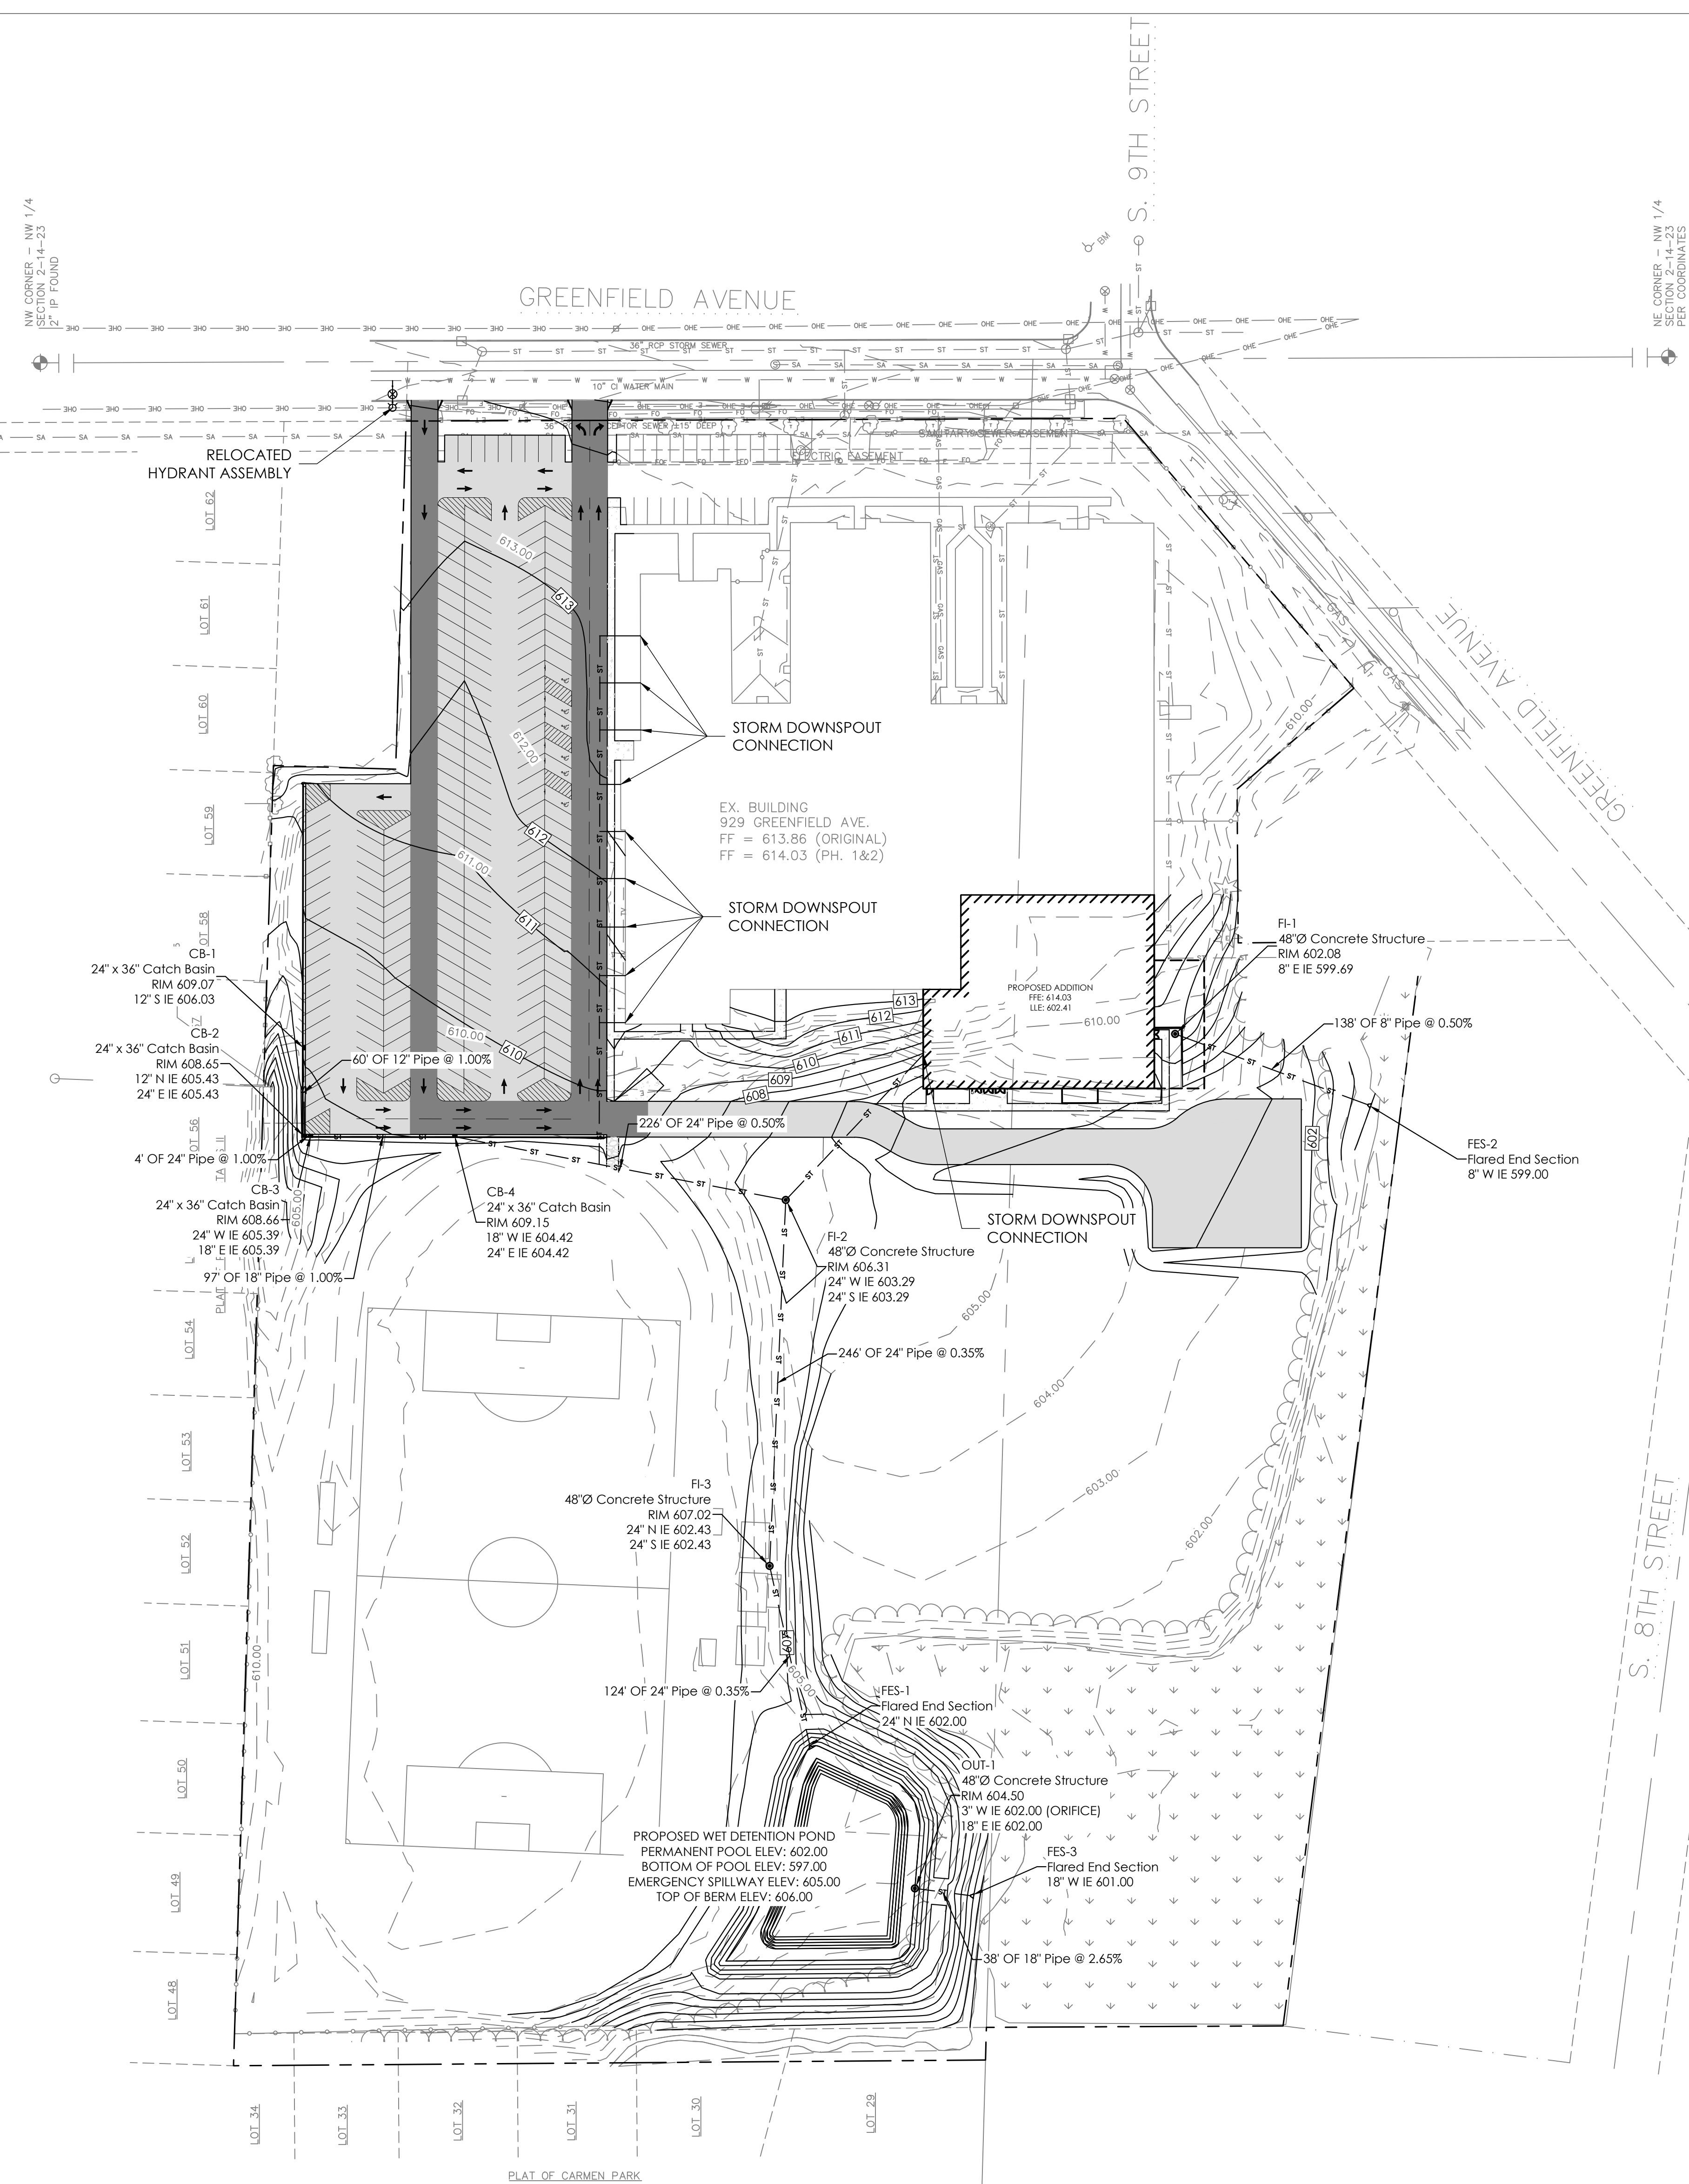 S. 9TH STREET
NW CORNER - NW 1/4
SECTION 2-14-23
2" IP FOUND
NE CORNER - NW 1/4
SECTION 2-14-23
PER COORDINATES
BM
GREENFIELD AVENUE
36" RCP STORM SEWER
10" CI WATER MAIN
SANITARY SEWER EASEMENT
ELECTRIC EASEMENT
RELOCATED
HYDRANT ASSEMBLY
LOT 62
LOT 61
LOT 60
LOT 59
613.00
613
612.00
612
611.00
611
610.00
610
STORM DOWNSPOUT
CONNECTION
EX. BUILDING
929 GREENFIELD AVE.
FF = 613.86 (ORIGINAL)
FF = 614.03 (PH. 1&2)
STORM DOWNSPOUT
CONNECTION
GREENFIELD AVENUE
610.00
CB-1
24" x 36" Catch Basin
RIM 609.07
12" S IE 606.03
CB-2
24" x 36" Catch Basin
RIM 608.65
12" N IE 605.43
24" E IE 605.43
60' OF 12" Pipe @ 1.00%
FI-1
48"Ø Concrete Structure
RIM 602.08
8" E IE 599.69
PROPOSED ADDITION
FFE: 614.03
LLE: 602.41
610.00
138' OF 8" Pipe @ 0.50%
613
612
611
610
609
608
226' OF 24" Pipe @ 0.50%
602
FES-2
Flared End Section
8" W IE 599.00
4' OF 24" Pipe @ 1.00%
CB-3
24" x 36" Catch Basin
RIM 608.66
24" W IE 605.39
18" E IE 605.39
605.00
CB-4
24" x 36" Catch Basin
RIM 609.15
18" W IE 604.42
24" E IE 604.42
97' OF 18" Pipe @ 1.00%
STORM DOWNSPOUT
CONNECTION
FI-2
48"Ø Concrete Structure
RIM 606.31
24" W IE 603.29
24" S IE 603.29
605.00
246' OF 24" Pipe @ 0.35%
604.00
603.00
602.00
LOT 54
LOT 53
LOT 52
LOT 51
LOT 50
LOT 49
LOT 48
610.00
FI-3
48"Ø Concrete Structure
RIM 607.02
24" N IE 602.43
24" S IE 602.43
607
605.00
124' OF 24" Pipe @ 0.35%
FES-1
Flared End Section
24" N IE 602.00
OUT-1
48"Ø Concrete Structure
RIM 604.50
3" W IE 602.00 (ORIFICE)
18" E IE 602.00
PROPOSED WET DETENTION POND
PERMANENT POOL ELEV: 602.00
BOTTOM OF POOL ELEV: 597.00
EMERGENCY SPILLWAY ELEV: 605.00
TOP OF BERM ELEV: 606.00
FES-3
Flared End Section
18" W IE 601.00
38' OF 18" Pipe @ 2.65%
S. 8TH STREET
LOT 34
LOT 33
LOT 32
LOT 31
LOT 30
LOT 29
PLAT OF CARMEN PARK